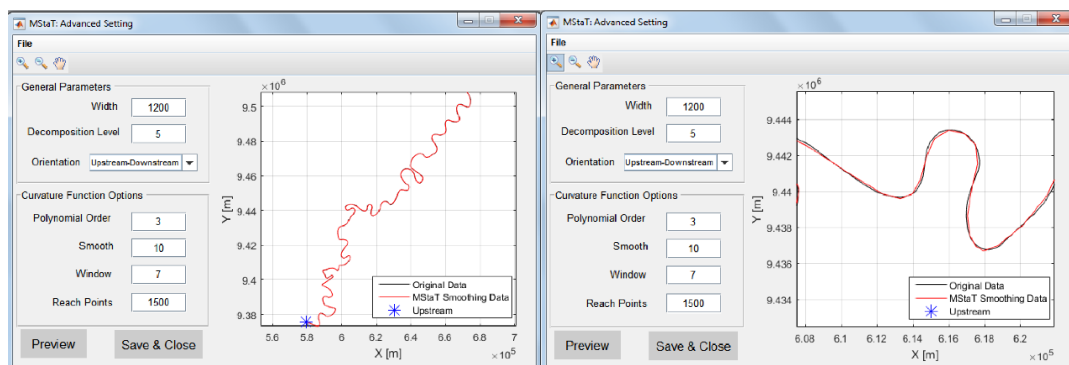 MStaT: Advanced Setting
File
General Parameters
Width 1200
Decomposition Level 5
Orientation Upstream-Downstream
Curvature Function Options
Polynomial Order 3
Smooth 10
Window 7
Reach Points 1500
Preview Save & Close
×10⁶
9.5
9.48
9.46
9.44
9.42
9.4
9.38
Y [m]
5.6 5.8 6 6.2 6.4 6.6 6.8 7
X [m]
×10⁵
Original Data
MStaT Smoothing Data
Upstream
MStaT: Advanced Setting
File
General Parameters
Width 1200
Decomposition Level 5
Orientation Upstream-Downstream
Curvature Function Options
Polynomial Order 3
Smooth 10
Window 7
Reach Points 1500
Preview Save & Close
×10⁶
9.444
9.442
9.44
9.438
9.436
9.434
Y [m]
6.08 6.1 6.12 6.14 6.16 6.18 6.2
X [m]
×10⁵
Original Data
MStaT Smoothing Data
Upstream